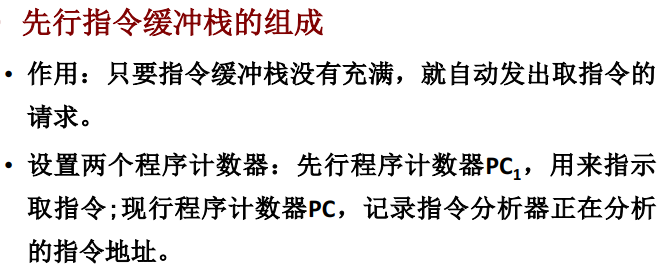 • 先行指令缓冲栈的组成
• 作用：只要指令缓冲栈没有充满，就自动发出取指令的
请求。
• 设置两个程序计数器：先行程序计数器PC₁，用来指示
取指令;现行程序计数器PC，记录指令分析器正在分析
的指令地址。